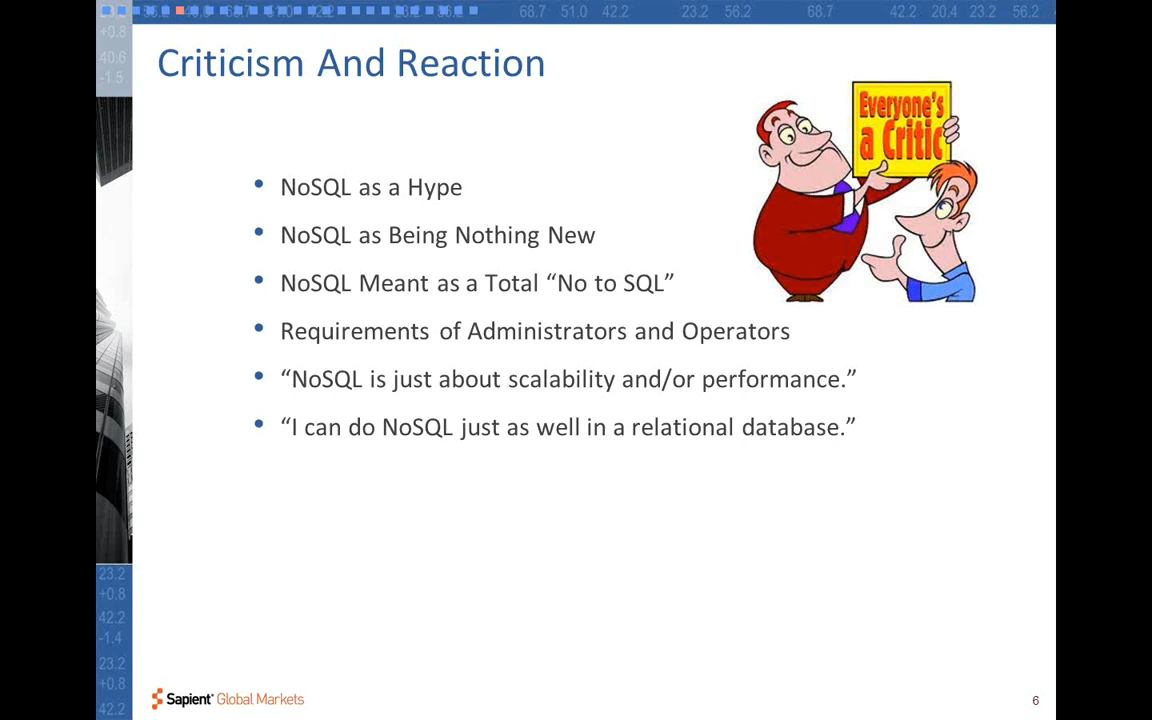 68.7 51.0 42.2 23.2 56.2 68.7 42.2 20.4 23.2 56.2
+0.8
40.6
-1.5
Criticism And Reaction
Everyone's
a Critic
• NoSQL as a Hype
• NoSQL as Being Nothing New
• NoSQL Meant as a Total “No to SQL”
• Requirements of Administrators and Operators
• “NoSQL is just about scalability and/or performance.”
• “I can do NoSQL just as well in a relational database.”
23.2
+0.8
42.2
-1.4
23.2
+0.8
42.2
Sapient Global Markets
6